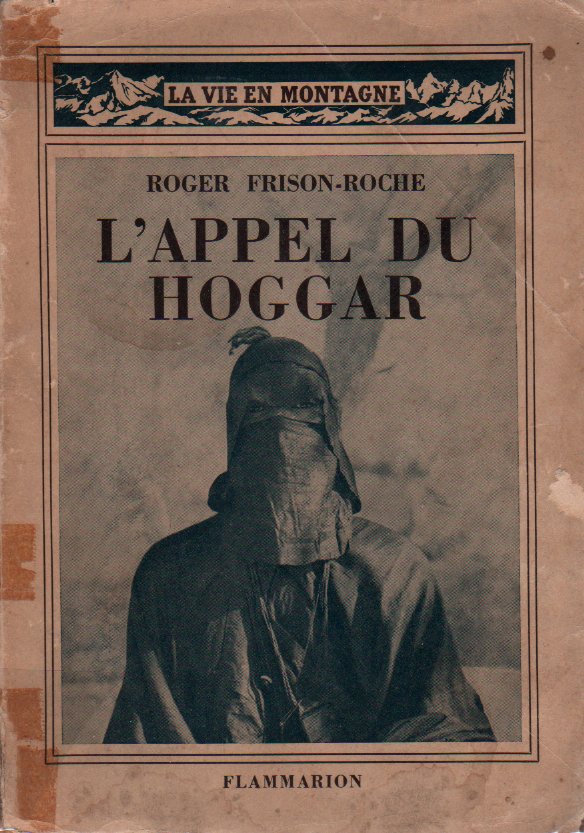 LA VIE EN MONTAGNE
ROGER FRISON-ROCHE
L'APPEL DU
HOGGAR
FLAMMARION